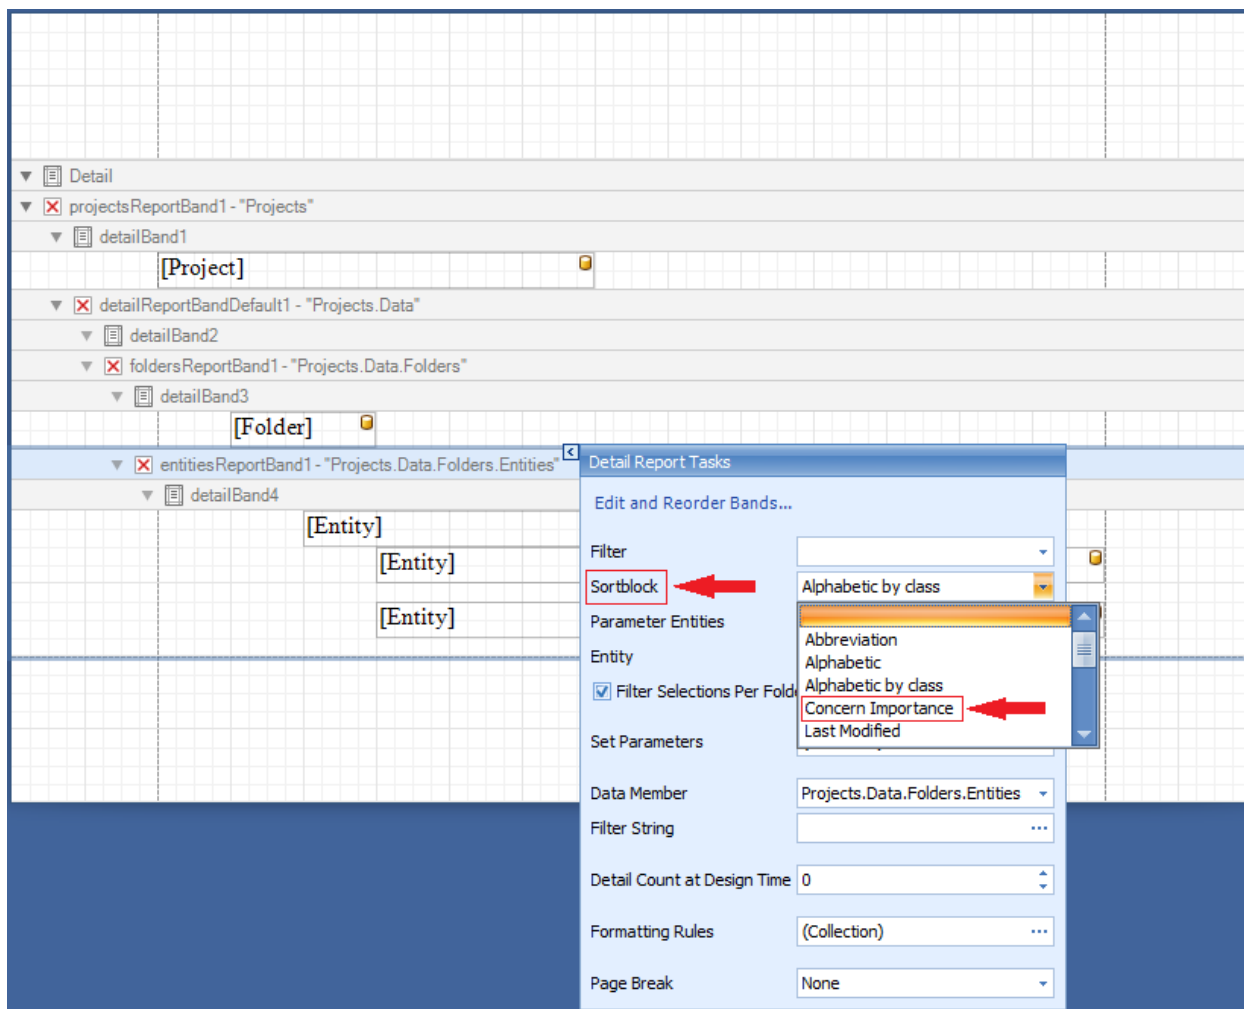 Detail
projectsReportBand1 - "Projects"
detailBand1
[Project]
detailReportBandDefault1 - "Projects.Data"
detailBand2
foldersReportBand1 - "Projects.Data.Folders"
detailBand3
[Folder]
entitiesReportBand1 - "Projects.Data.Folders.Entities"
detailBand4
[Entity]
[Entity]
[Entity]
Detail Report Tasks
Edit and Reorder Bands...
Filter
Sortblock Alphabetic by class
Parameter Entities
Entity
Filter Selections Per
Abbreviation
Alphabetic
Alphabetic by class
Concern Importance
Last Modified
Set Parameters
Data Member Projects.Data.Folders.Entities
Filter String ...
Detail Count at Design Time 0
Formatting Rules (Collection) ...
Page Break None